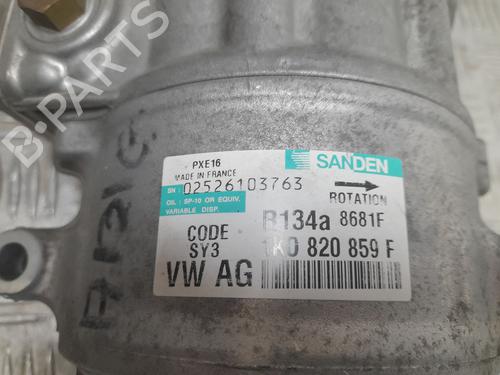 B-PARTS
PXE16
MADE IN FRANCE
SANDEN
SN: 02526103763
OIL: SP-10 OR EQUIV.
VARIABLE DISP.
ROTATION
R134a 8681F
CODE
SY3
1K0 820 859 F
VW AG